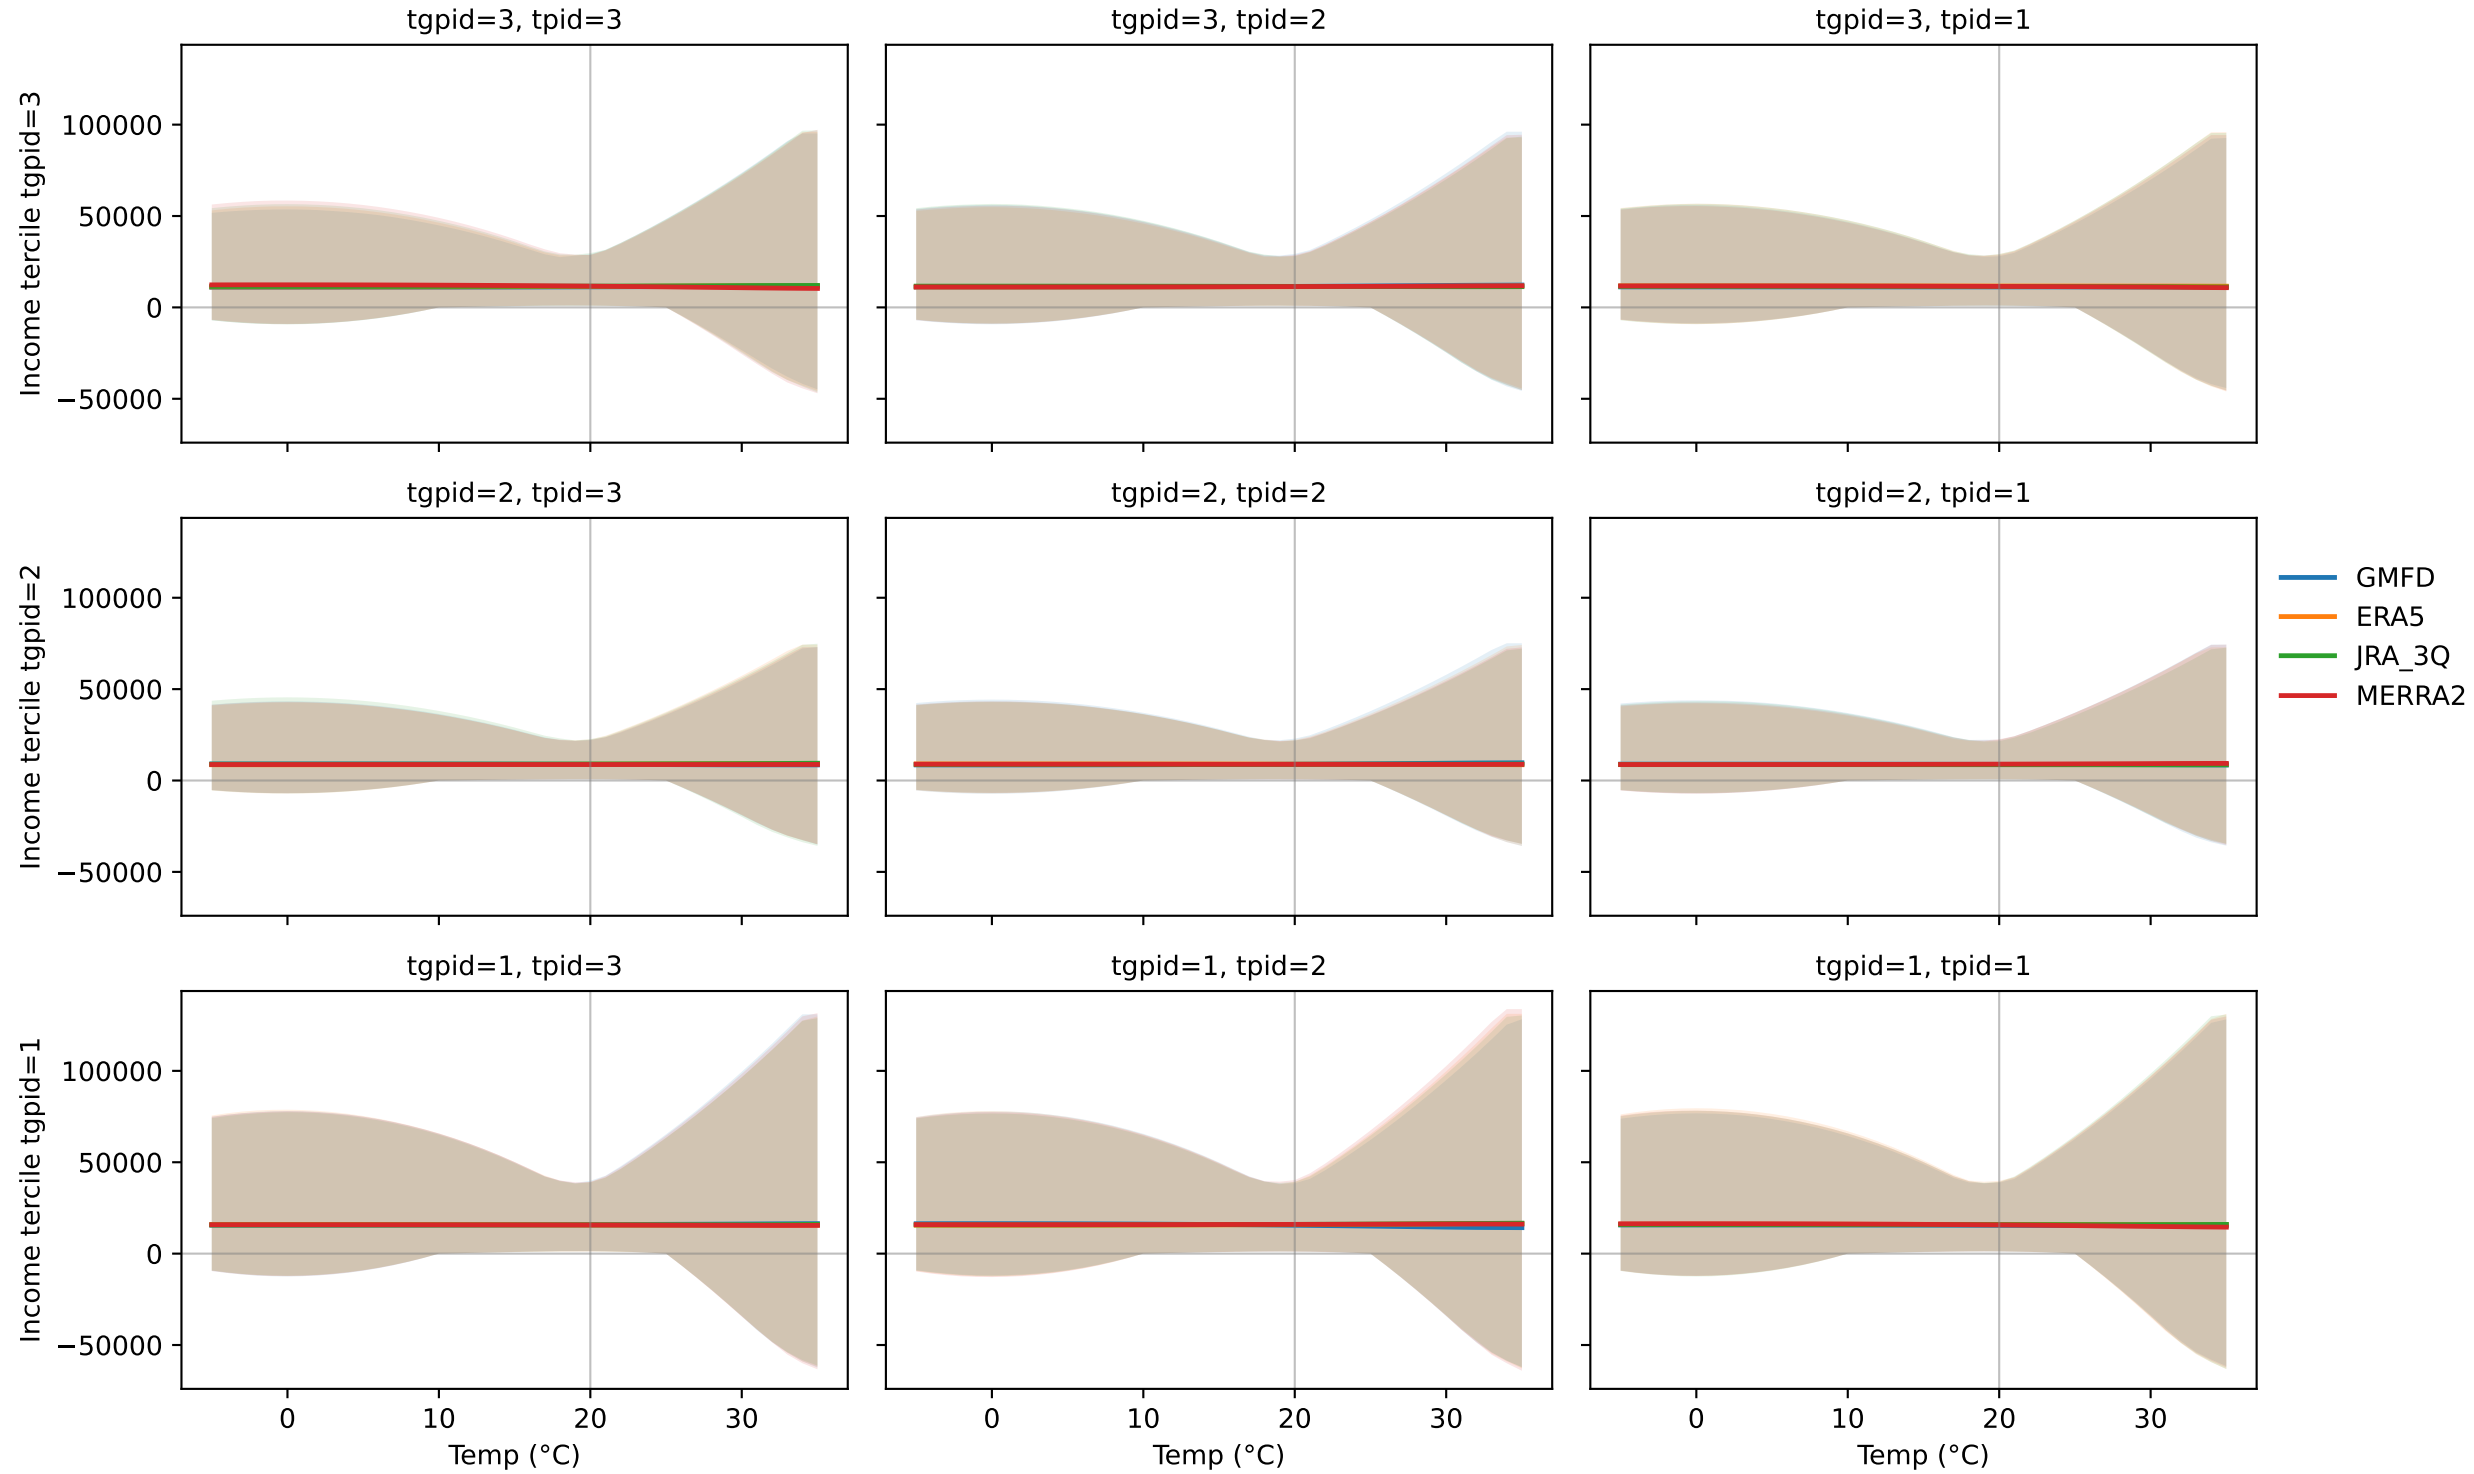 tgpid=3, tpid=3
tgpid=3, tpid=2
tgpid=3, tpid=1
Income tercile tgpid=3
100000
50000
0
−50000
tgpid=2, tpid=3
tgpid=2, tpid=2
tgpid=2, tpid=1
Income tercile tgpid=2
100000
50000
0
−50000
GMFD
ERA5
JRA_3Q
MERRA2
tgpid=1, tpid=3
tgpid=1, tpid=2
tgpid=1, tpid=1
Income tercile tgpid=1
100000
50000
0
−50000
0 10 20 30
0 10 20 30
0 10 20 30
Temp (°C)
Temp (°C)
Temp (°C)